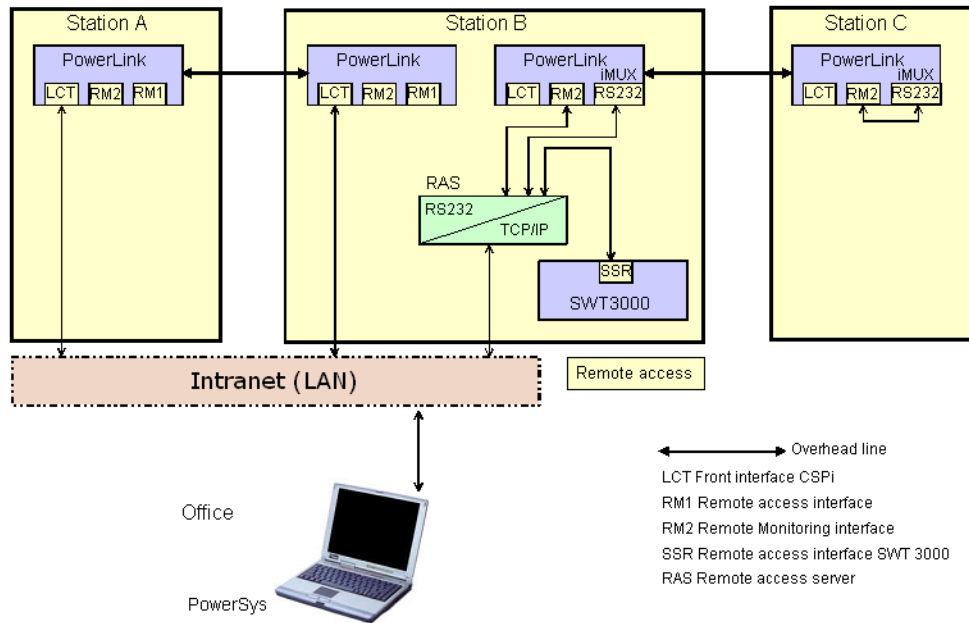 Station A
PowerLink
LCT
RM2
RM1
Station B
PowerLink
LCT
RM2
RM1
PowerLink
iMUX
LCT
RM2
RS232
Station C
PowerLink
iMUX
LCT
RM2
RS232
RAS
RS232
TCP/IP
SSR
SWT3000
Intranet (LAN)
Remote access
Office
PowerSys
Overhead line
LCT Front interface CSPi
RM1 Remote access interface
RM2 Remote Monitoring interface
SSR Remote access interface SWT 3000
RAS Remote access server